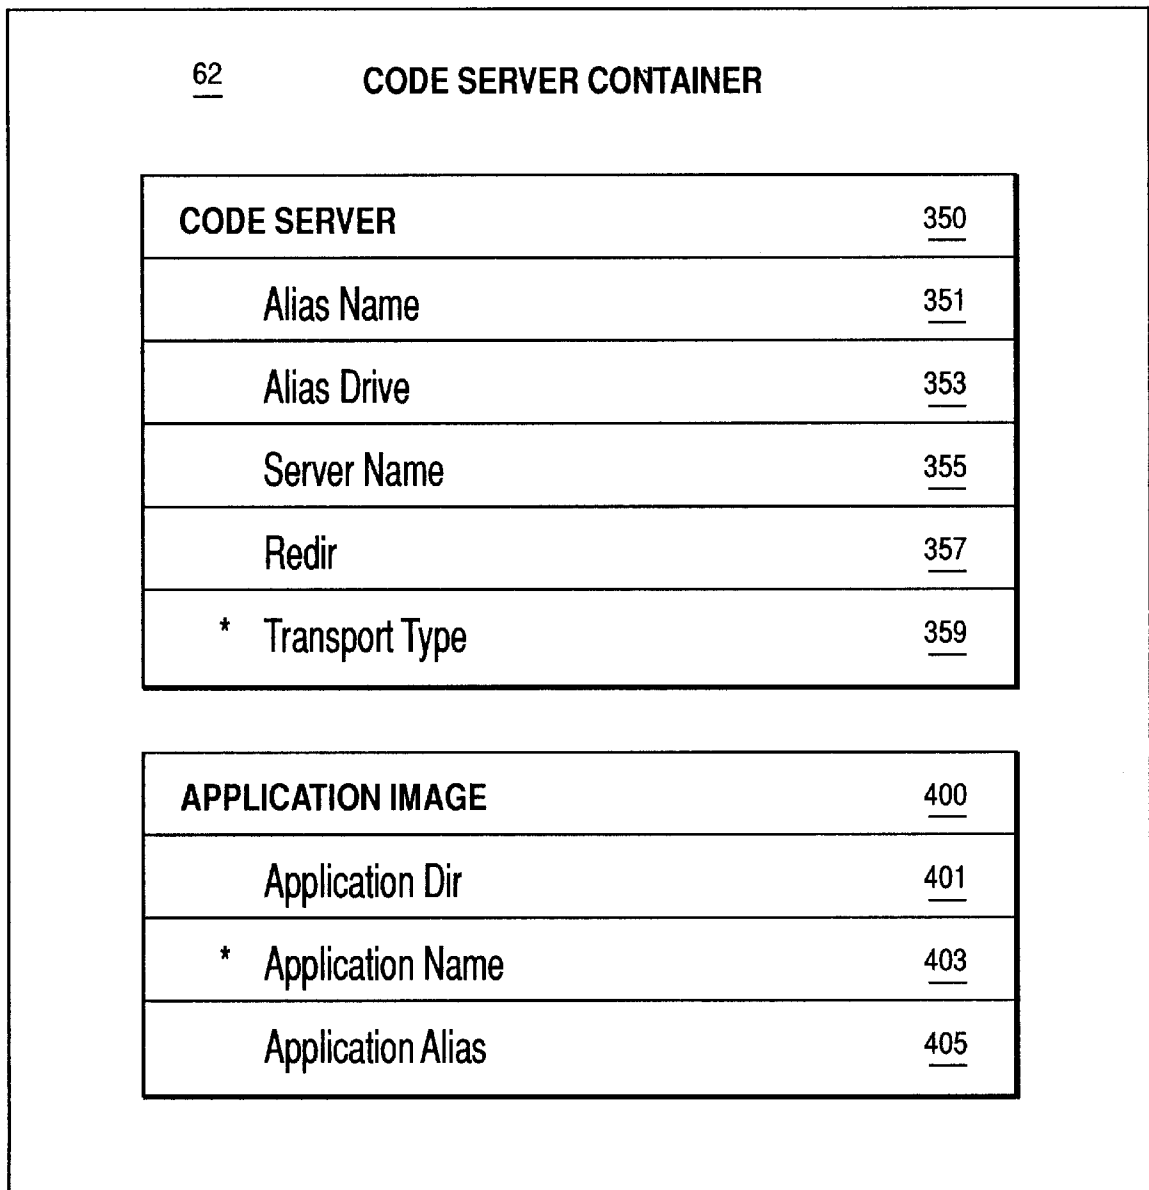 62 CODE SERVER CONTAINER
CODE SERVER 350
Alias Name 351
Alias Drive 353
Server Name 355
Redir 357
* Transport Type 359
APPLICATION IMAGE 400
Application Dir 401
* Application Name 403
Application Alias 405